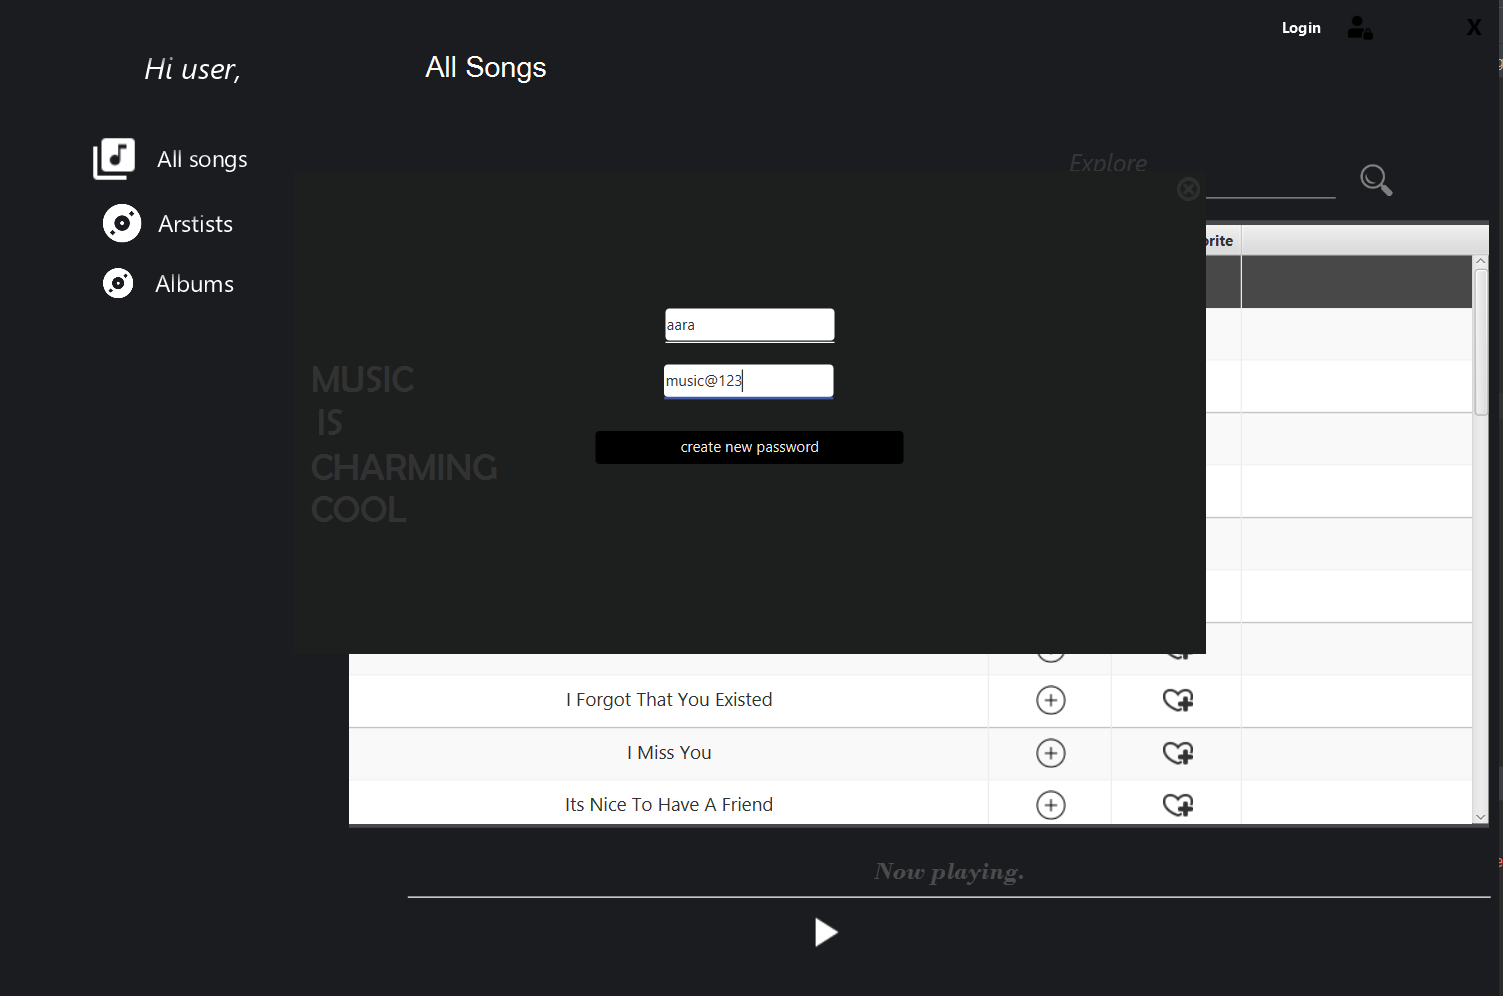 Login
X
Hi user,
All Songs
All songs
Explore
Arstists
orite
Albums
aara
MUSIC
music@123
IS
create new password
CHARMING
COOL
I Forgot That You Existed
I Miss You
Its Nice To Have A Friend
Now playing.